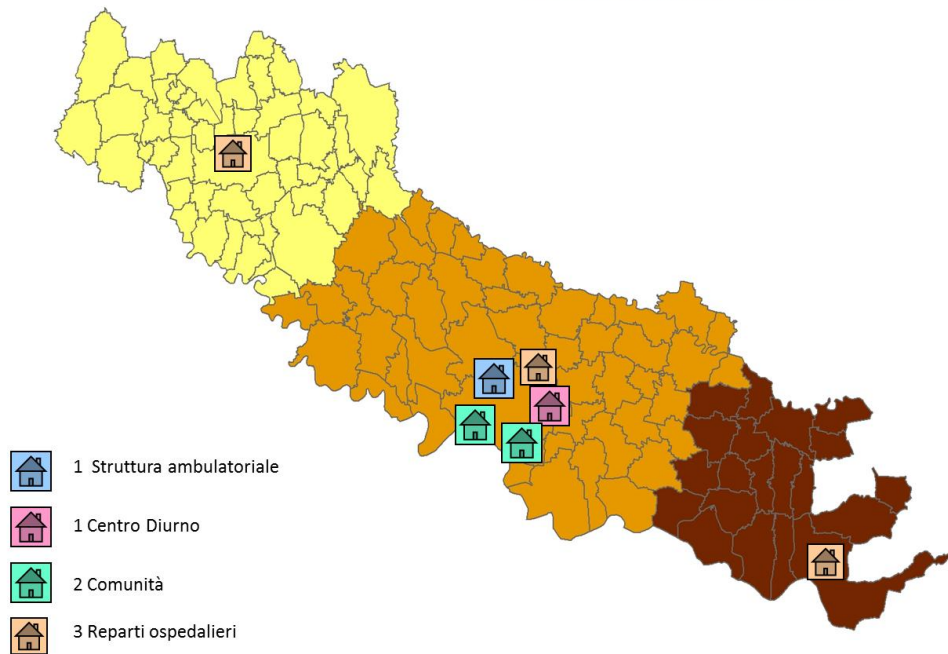 1 Struttura ambulatoriale
1 Centro Diurno
2 Comunità
3 Reparti ospedalieri